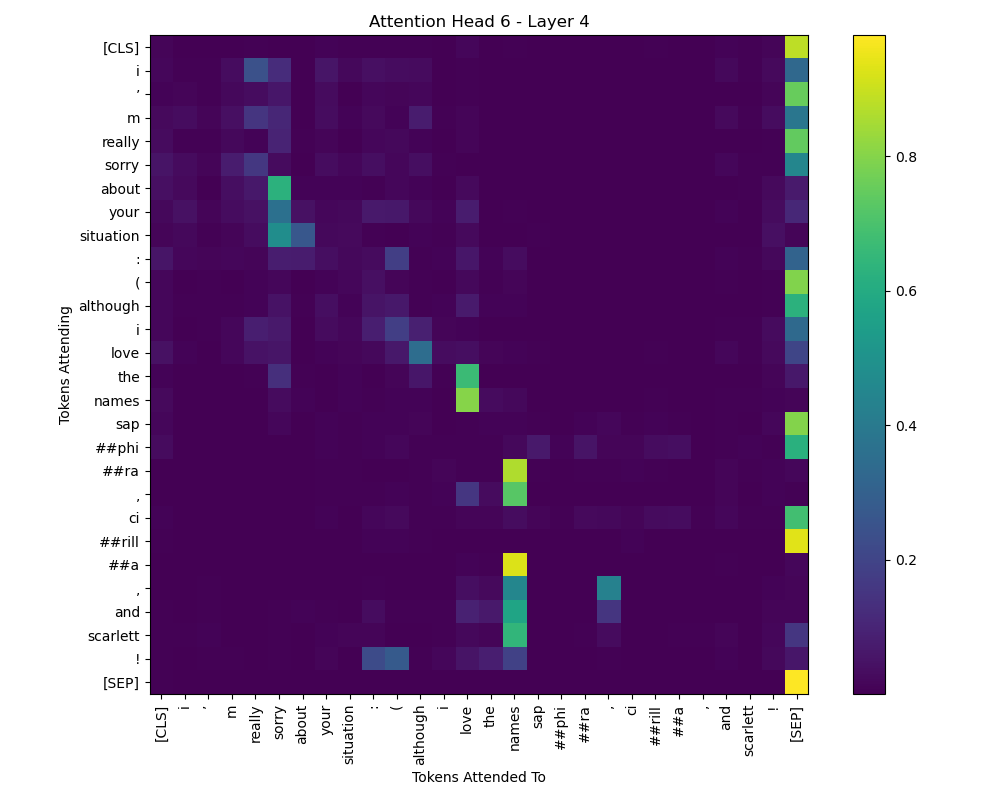 Attention Head 6 - Layer 4
[CLS]
i
’
m
really
sorry
about
your
situation
:
(
although
i
love
the
names
sap
##phi
##ra
,
ci
##rill
##a
,
and
scarlett
!
[SEP]
Tokens Attending
[CLS]
i
’
m
really
sorry
about
your
situation
:
(
although
i
love
the
names
sap
##phi
##ra
,
ci
##rill
##a
,
and
scarlett
!
[SEP]
Tokens Attended To
0.8
0.6
0.4
0.2